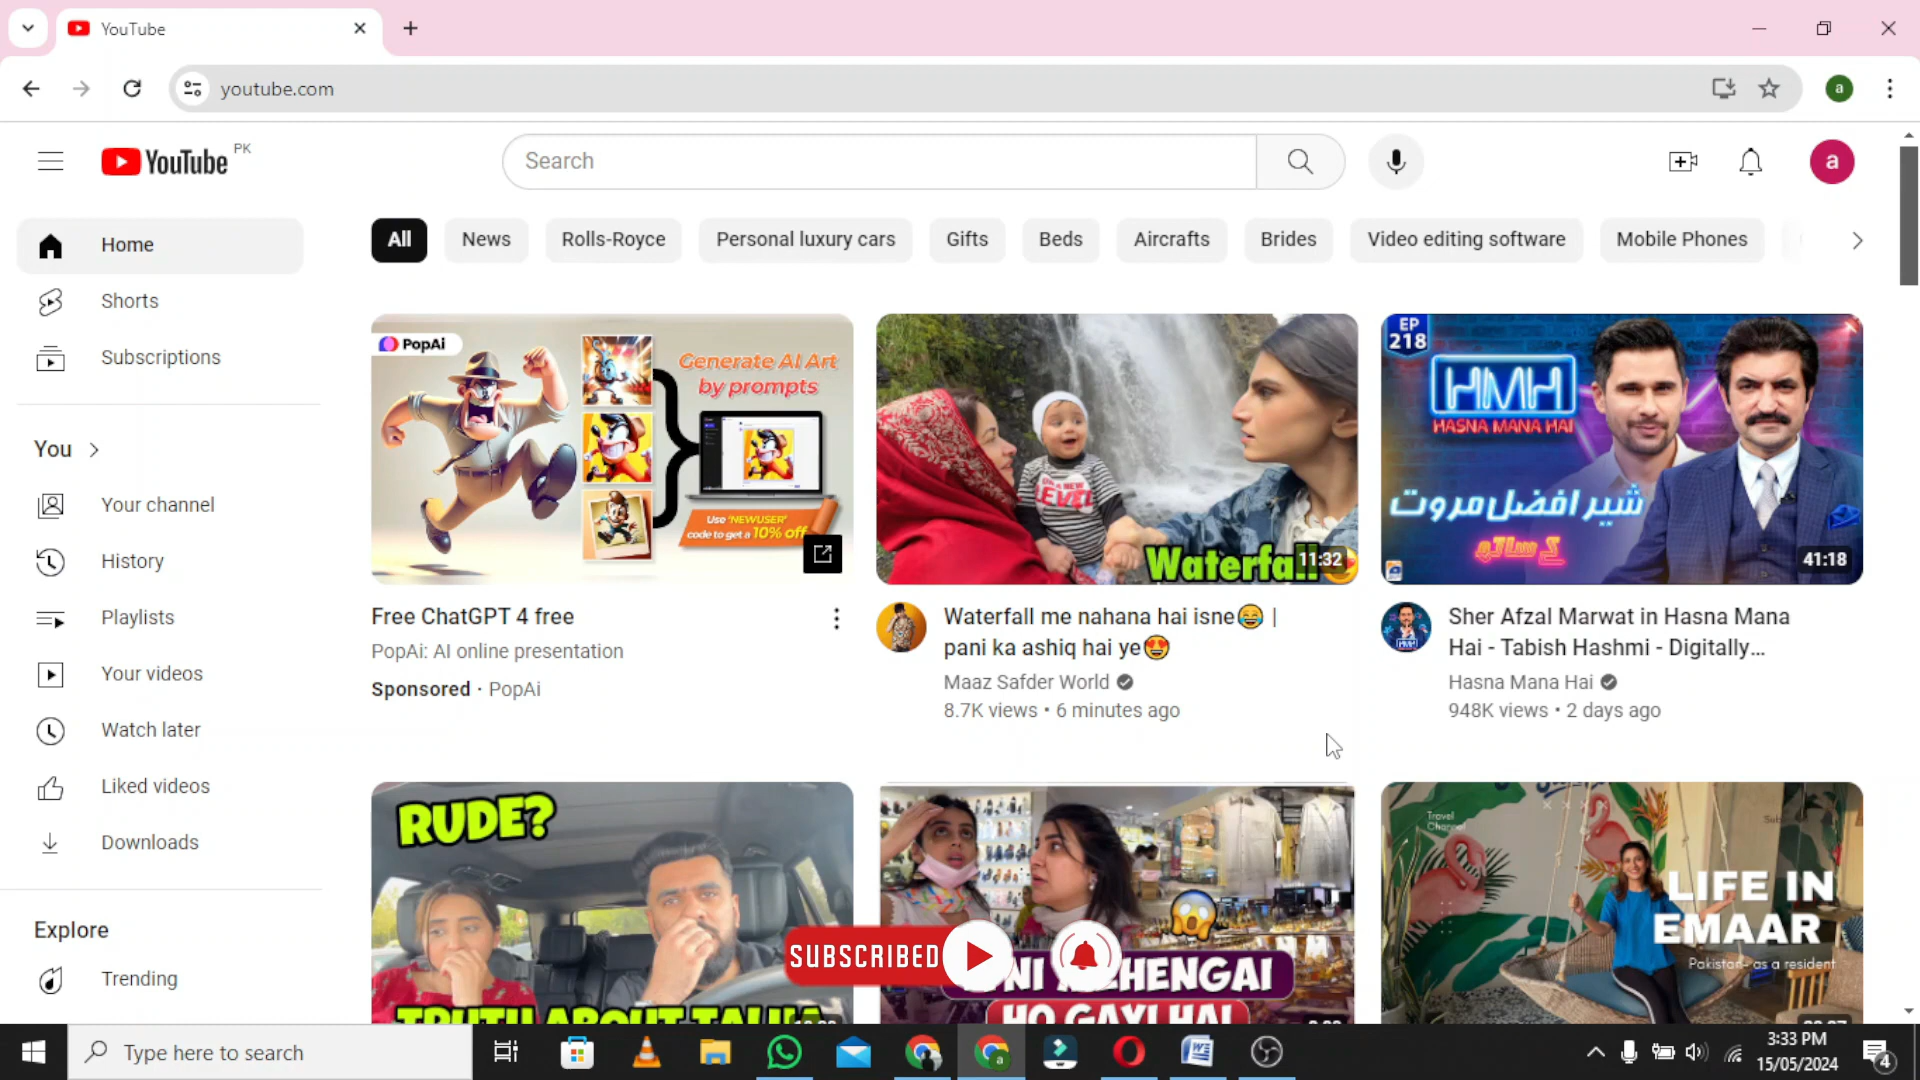 YouTube
youtube.com
a
YouTube PK
Search
a
Home
Shorts
Subscriptions
You
Your channel
History
Playlists
Your videos
Watch later
Liked videos
Downloads
Explore
Trending
All
News
Rolls-Royce
Personal luxury cars
Gifts
Beds
Aircrafts
Brides
Video editing software
Mobile Phones
PopAi
Generate AI Art
by prompts
Use 'NEWUSER'
code to get a 10% off
Free ChatGPT 4 free
PopAi: AI online presentation
Sponsored · PopAi
LEVEL
Waterfall!
11:32
Waterfall me nahana hai isne😂 |
pani ka ashiq hai ye😍
Maaz Safder World
8.7K views • 6 minutes ago
EP
218
HMH
HASNA MANA HAI
شیر افضل مروت
کے ساتھ
41:18
Sher Afzal Marwat in Hasna Mana
Hai - Tabish Hashmi - Digitally...
Hasna Mana Hai
948K views • 2 days ago
RUDE?
TRUTH ABOUT TALHA
SUBSCRIBED
HENGAI
HO GAYI HAI
Travel
Channel
LIFE IN
EMAAR
Pakistan- as a resident
Type here to search
3:33 PM
15/05/2024
4